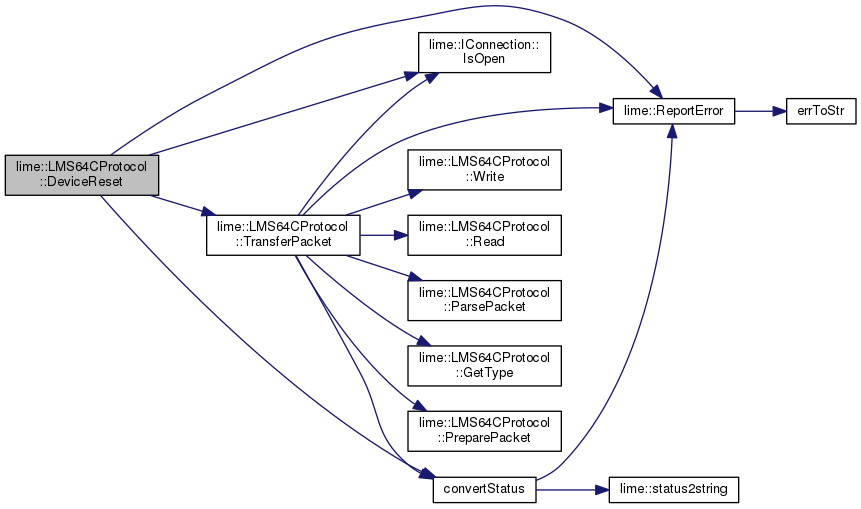 lime::LMS64CProtocol
::DeviceReset
lime::IConnection::
IsOpen
lime::ReportError
errToStr
lime::LMS64CProtocol
::TransferPacket
lime::LMS64CProtocol
::Write
lime::LMS64CProtocol
::Read
lime::LMS64CProtocol
::ParsePacket
lime::LMS64CProtocol
::GetType
lime::LMS64CProtocol
::PreparePacket
convertStatus
lime::status2string